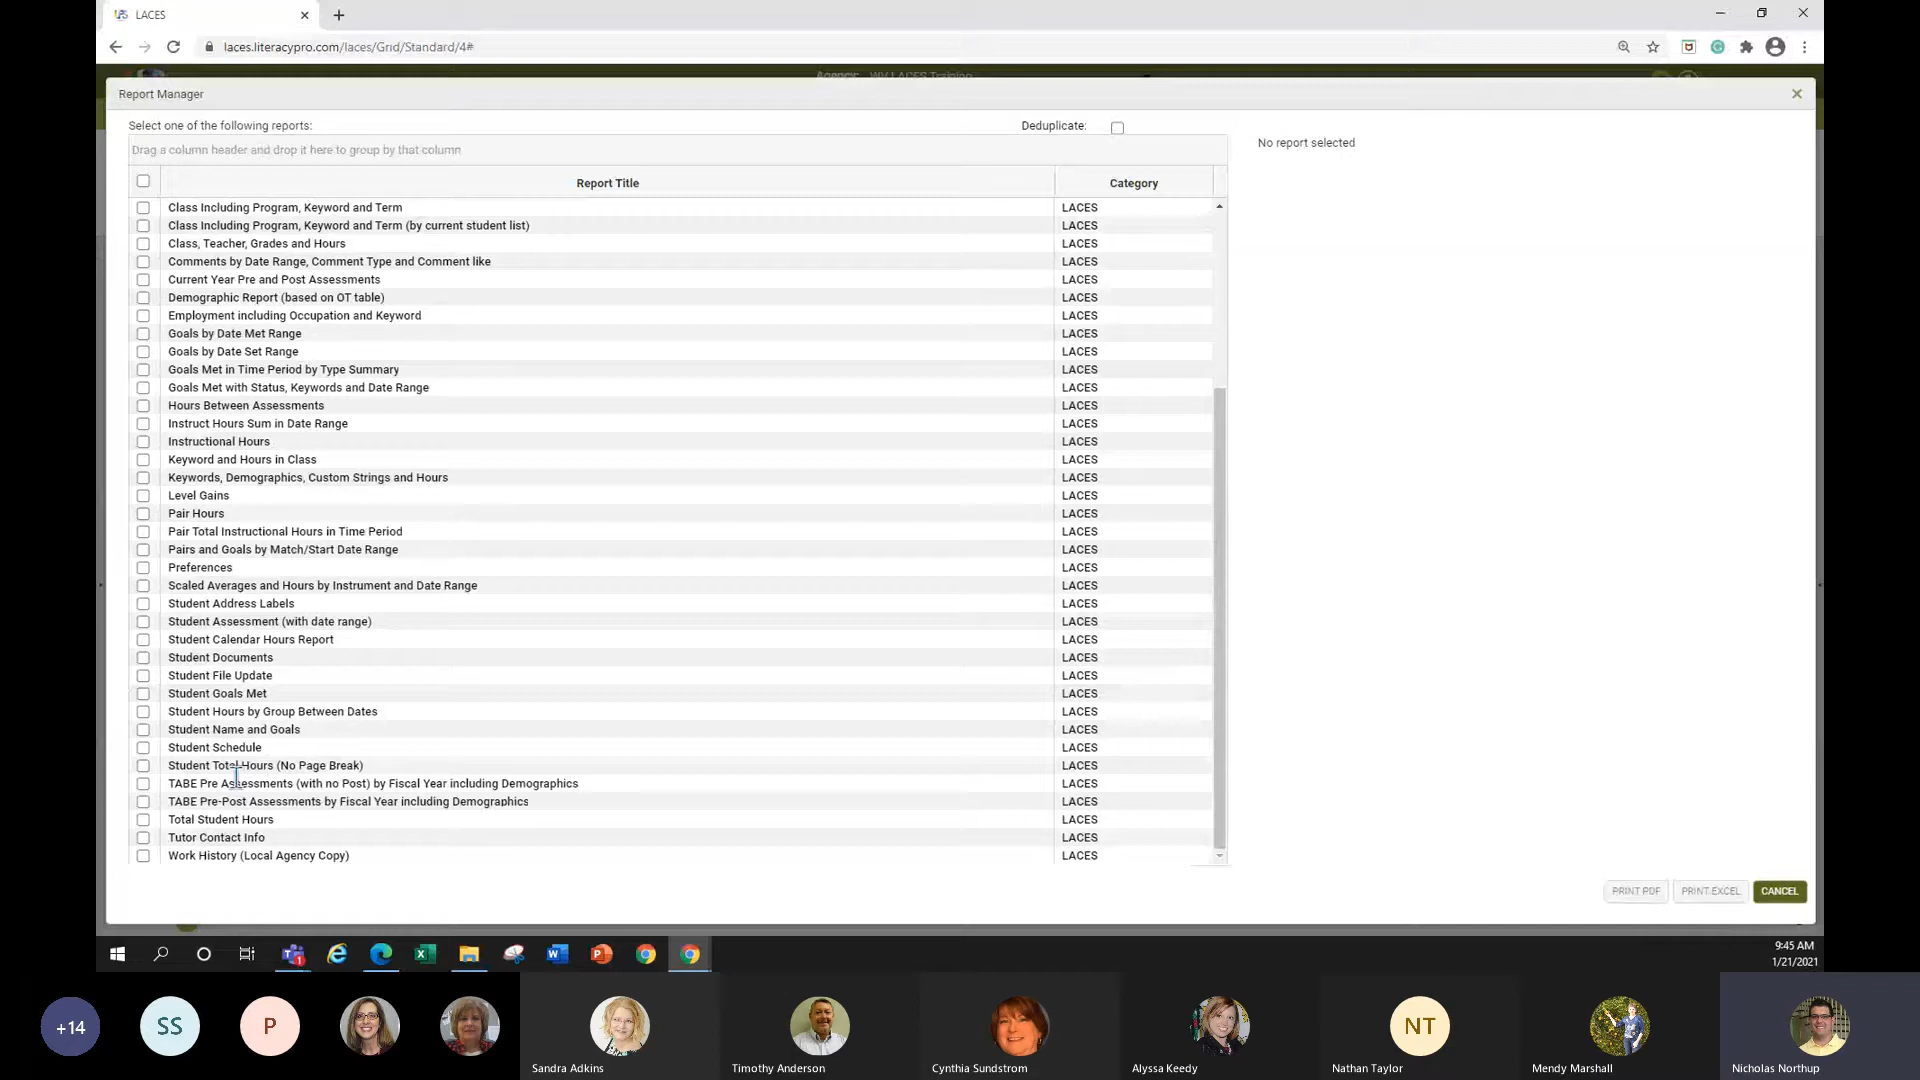 LACES
laces.literacypro.com/laces/Grid/Standard/4#
Agency: WV LACES Training
Report Manager
Select one of the following reports:
Deduplicate:
No report selected
Drag a column header and drop it here to group by that column
Report Title Category
Class Including Program, Keyword and Term LACES
Class Including Program, Keyword and Term (by current student list) LACES
Class, Teacher, Grades and Hours LACES
Comments by Date Range, Comment Type and Comment like LACES
Current Year Pre and Post Assessments LACES
Demographic Report (based on OT table) LACES
Employment including Occupation and Keyword LACES
Goals by Date Met Range LACES
Goals by Date Set Range LACES
Goals Met in Time Period by Type Summary LACES
Goals Met with Status, Keywords and Date Range LACES
Hours Between Assessments LACES
Instruct Hours Sum in Date Range LACES
Instructional Hours LACES
Keyword and Hours in Class LACES
Keywords, Demographics, Custom Strings and Hours LACES
Level Gains LACES
Pair Hours LACES
Pair Total Instructional Hours in Time Period LACES
Pairs and Goals by Match/Start Date Range LACES
Preferences LACES
Scaled Averages and Hours by Instrument and Date Range LACES
Student Address Labels LACES
Student Assessment (with date range) LACES
Student Calendar Hours Report LACES
Student Documents LACES
Student File Update LACES
Student Goals Met LACES
Student Hours by Group Between Dates LACES
Student Name and Goals LACES
Student Schedule LACES
Student Total Hours (No Page Break) LACES
TABE Pre Assessments (with no Post) by Fiscal Year including Demographics LACES
TABE Pre-Post Assessments by Fiscal Year including Demographics LACES
Total Student Hours LACES
Tutor Contact Info LACES
Work History (Local Agency Copy) LACES
PRINT PDF PRINT EXCEL CANCEL
9:45 AM
1/21/2021
+14 SS P NT
Sandra Adkins Timothy Anderson Cynthia Sundstrom Alyssa Keedy Nathan Taylor Mendy Marshall Nicholas Northup